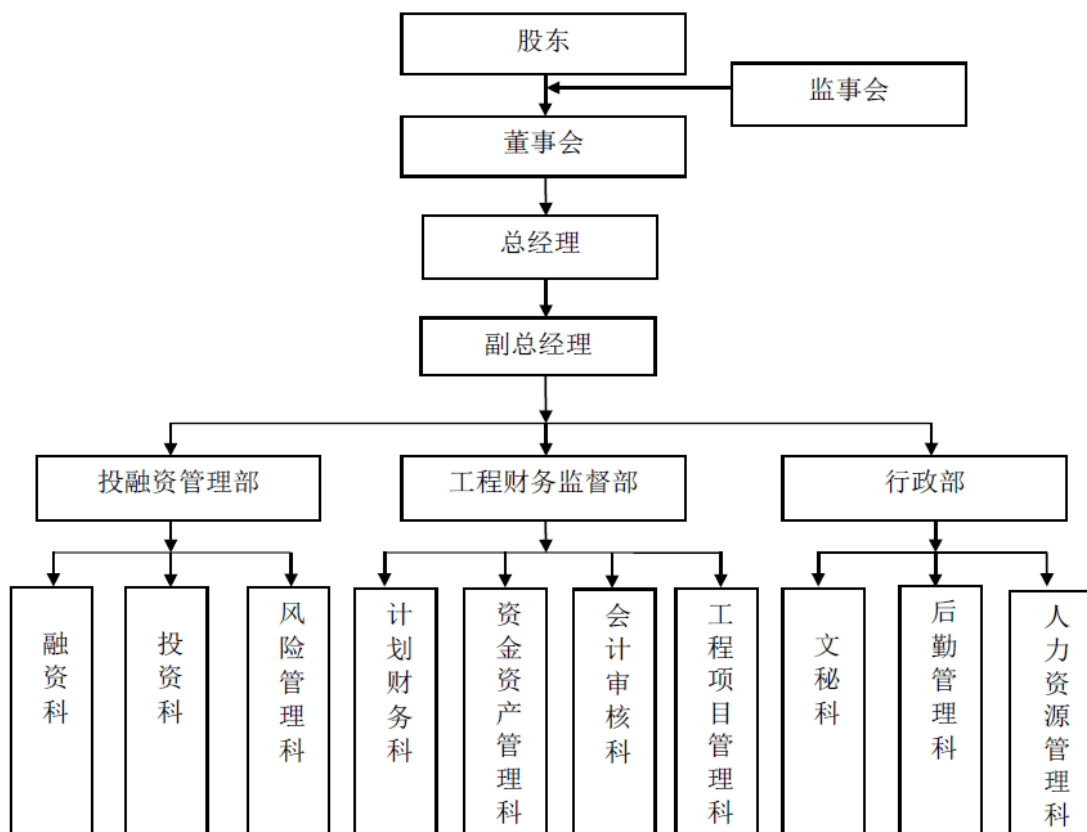 股东
监事会
董事会
总经理
副总经理
投融资管理部
工程财务监督部
行政部
融资科
投资科
风险管理科
计划财务科
资金资产管理科
会计审核科
工程项目管理科
文秘科
后勤管理科
人力资源管理科